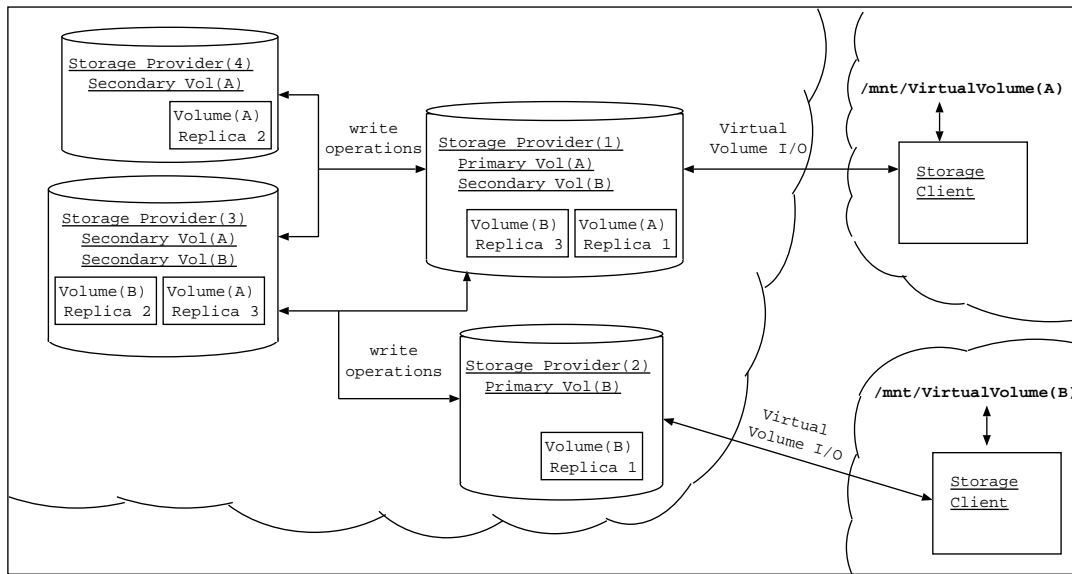 Storage Provider(4)
Secondary Vol(A)
Volume(A)
Replica 2
write
operations
Storage Provider(1)
Primary Vol(A)
Secondary Vol(B)
Volume(B)
Replica 3
Volume(A)
Replica 1
Virtual
Volume I/O
/mnt/VirtualVolume(A)
Storage
Client
Storage Provider(3)
Secondary Vol(A)
Secondary Vol(B)
Volume(B)
Replica 2
Volume(A)
Replica 3
write
operations
Storage Provider(2)
Primary Vol(B)
Volume(B)
Replica 1
Virtual
Volume I/O
/mnt/VirtualVolume(B)
Storage
Client